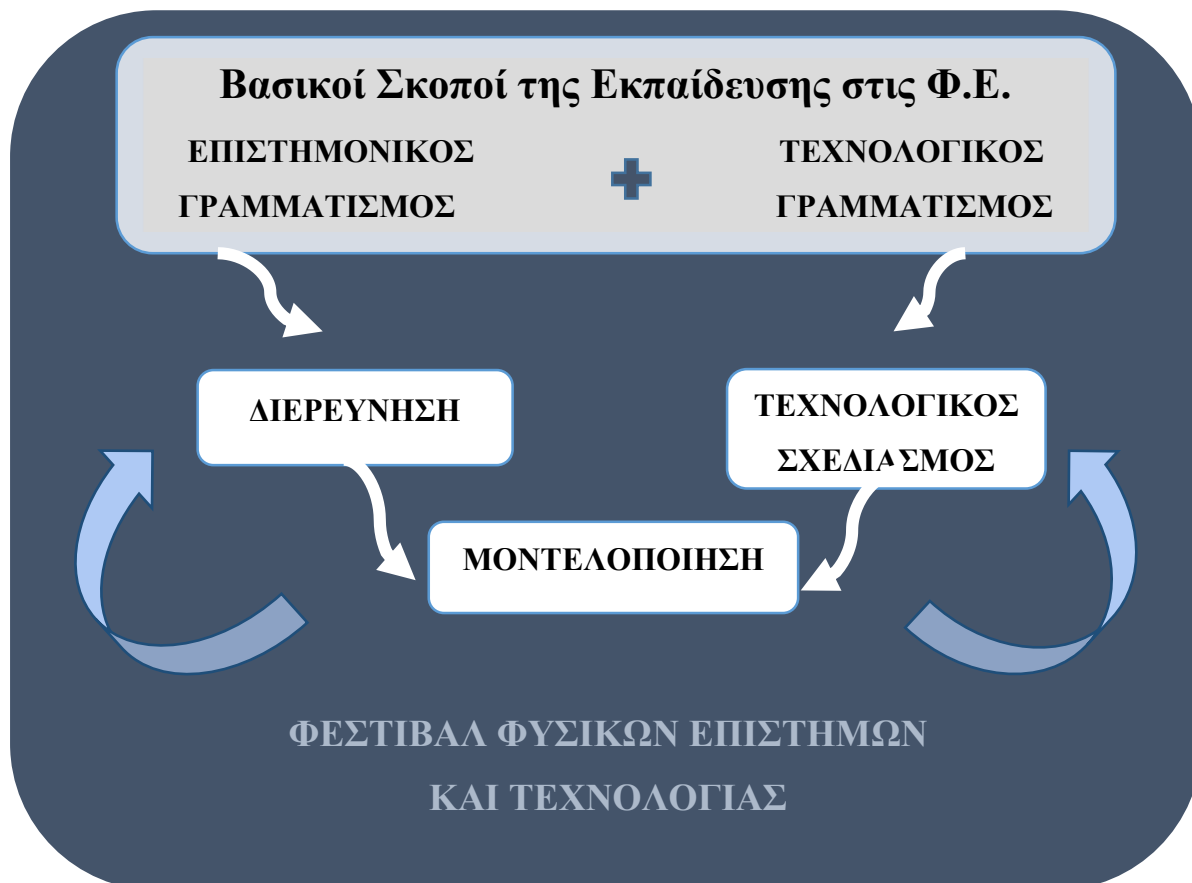 Βασικοί Σκοποί της Εκπαίδευσης στις Φ.Ε.
ΕΠΙΣΤΗΜΟΝΙΚΟΣ
ΓΡΑΜΜΑΤΙΣΜΟΣ
ΤΕΧΝΟΛΟΓΙΚΟΣ
ΓΡΑΜΜΑΤΙΣΜΟΣ
ΔΙΕΡΕΥΝΗΣΗ
ΤΕΧΝΟΛΟΓΙΚΟΣ
ΣΧΕΔΙΑΣΜΟΣ
ΜΟΝΤΕΛΟΠΟΙΗΣΗ
ΦΕΣΤΙΒΑΛ ΦΥΣΙΚΩΝ ΕΠΙΣΤΗΜΩΝ
ΚΑΙ ΤΕΧΝΟΛΟΓΙΑΣ